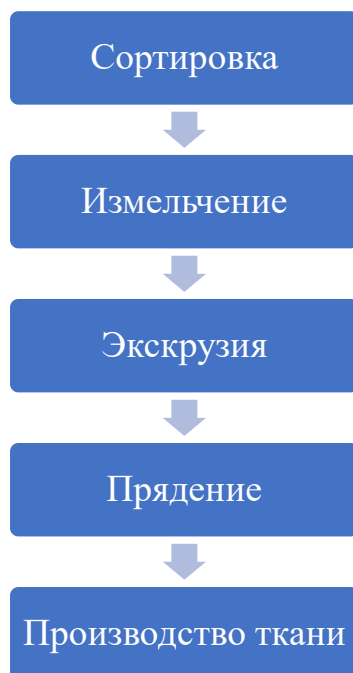 Сортировка
Измельчение
Экскрузия
Прядение
Производство ткани